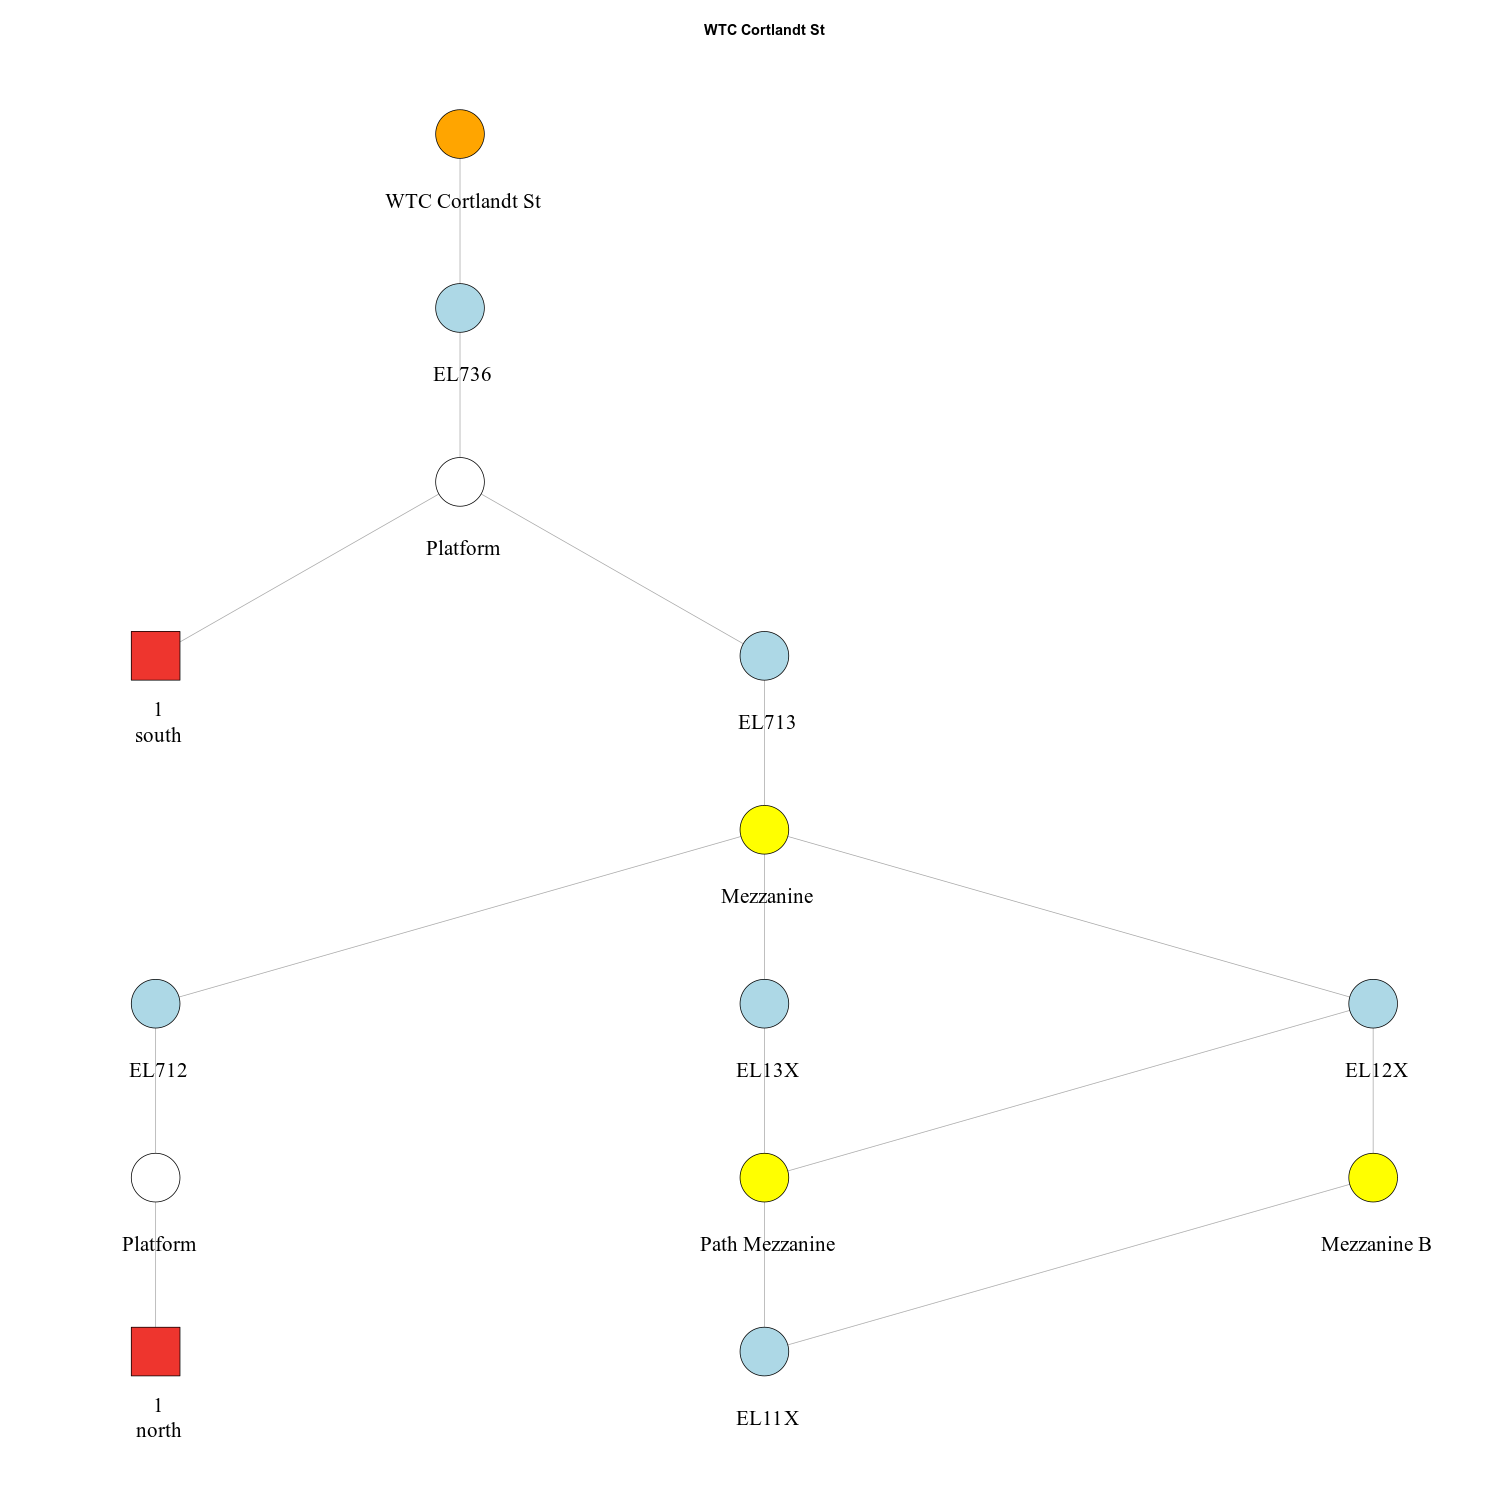 WTC Cortlandt St
WTC Cortlandt St
EL736
Platform
1
south
EL713
Mezzanine
EL712
EL13X
EL12X
Platform
Path Mezzanine
Mezzanine B
1
north
EL11X